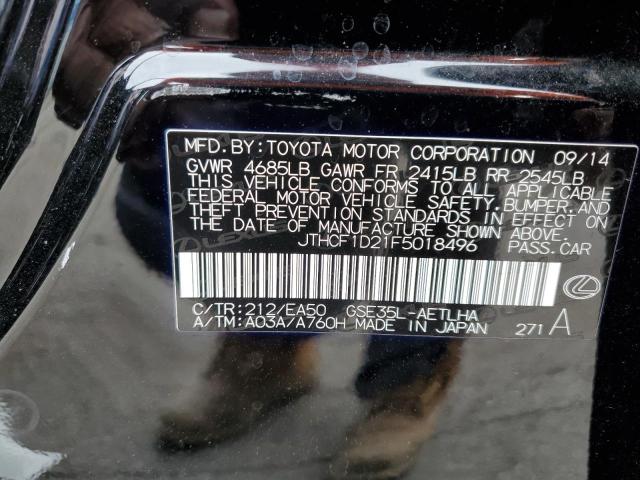 MFD. BY: TOYOTA MOTOR CORPORATION 09/14
GVWR 4685LB GAWR FR 2415LB RR 2545LB
THIS VEHICLE CONFORMS TO ALL APPLICABLE
FEDERAL MOTOR VEHICLE SAFETY, BUMPER, AND
THEFT PREVENTION STANDARDS IN EFFECT ON
THE DATE OF MANUFACTURE SHOWN ABOVE.
JTHCF1D21F5018496 PASS. CAR
C/TR: 212/EA50 GSE35L-AETLHA
A/TM: A03A/A760H MADE IN JAPAN 271 A